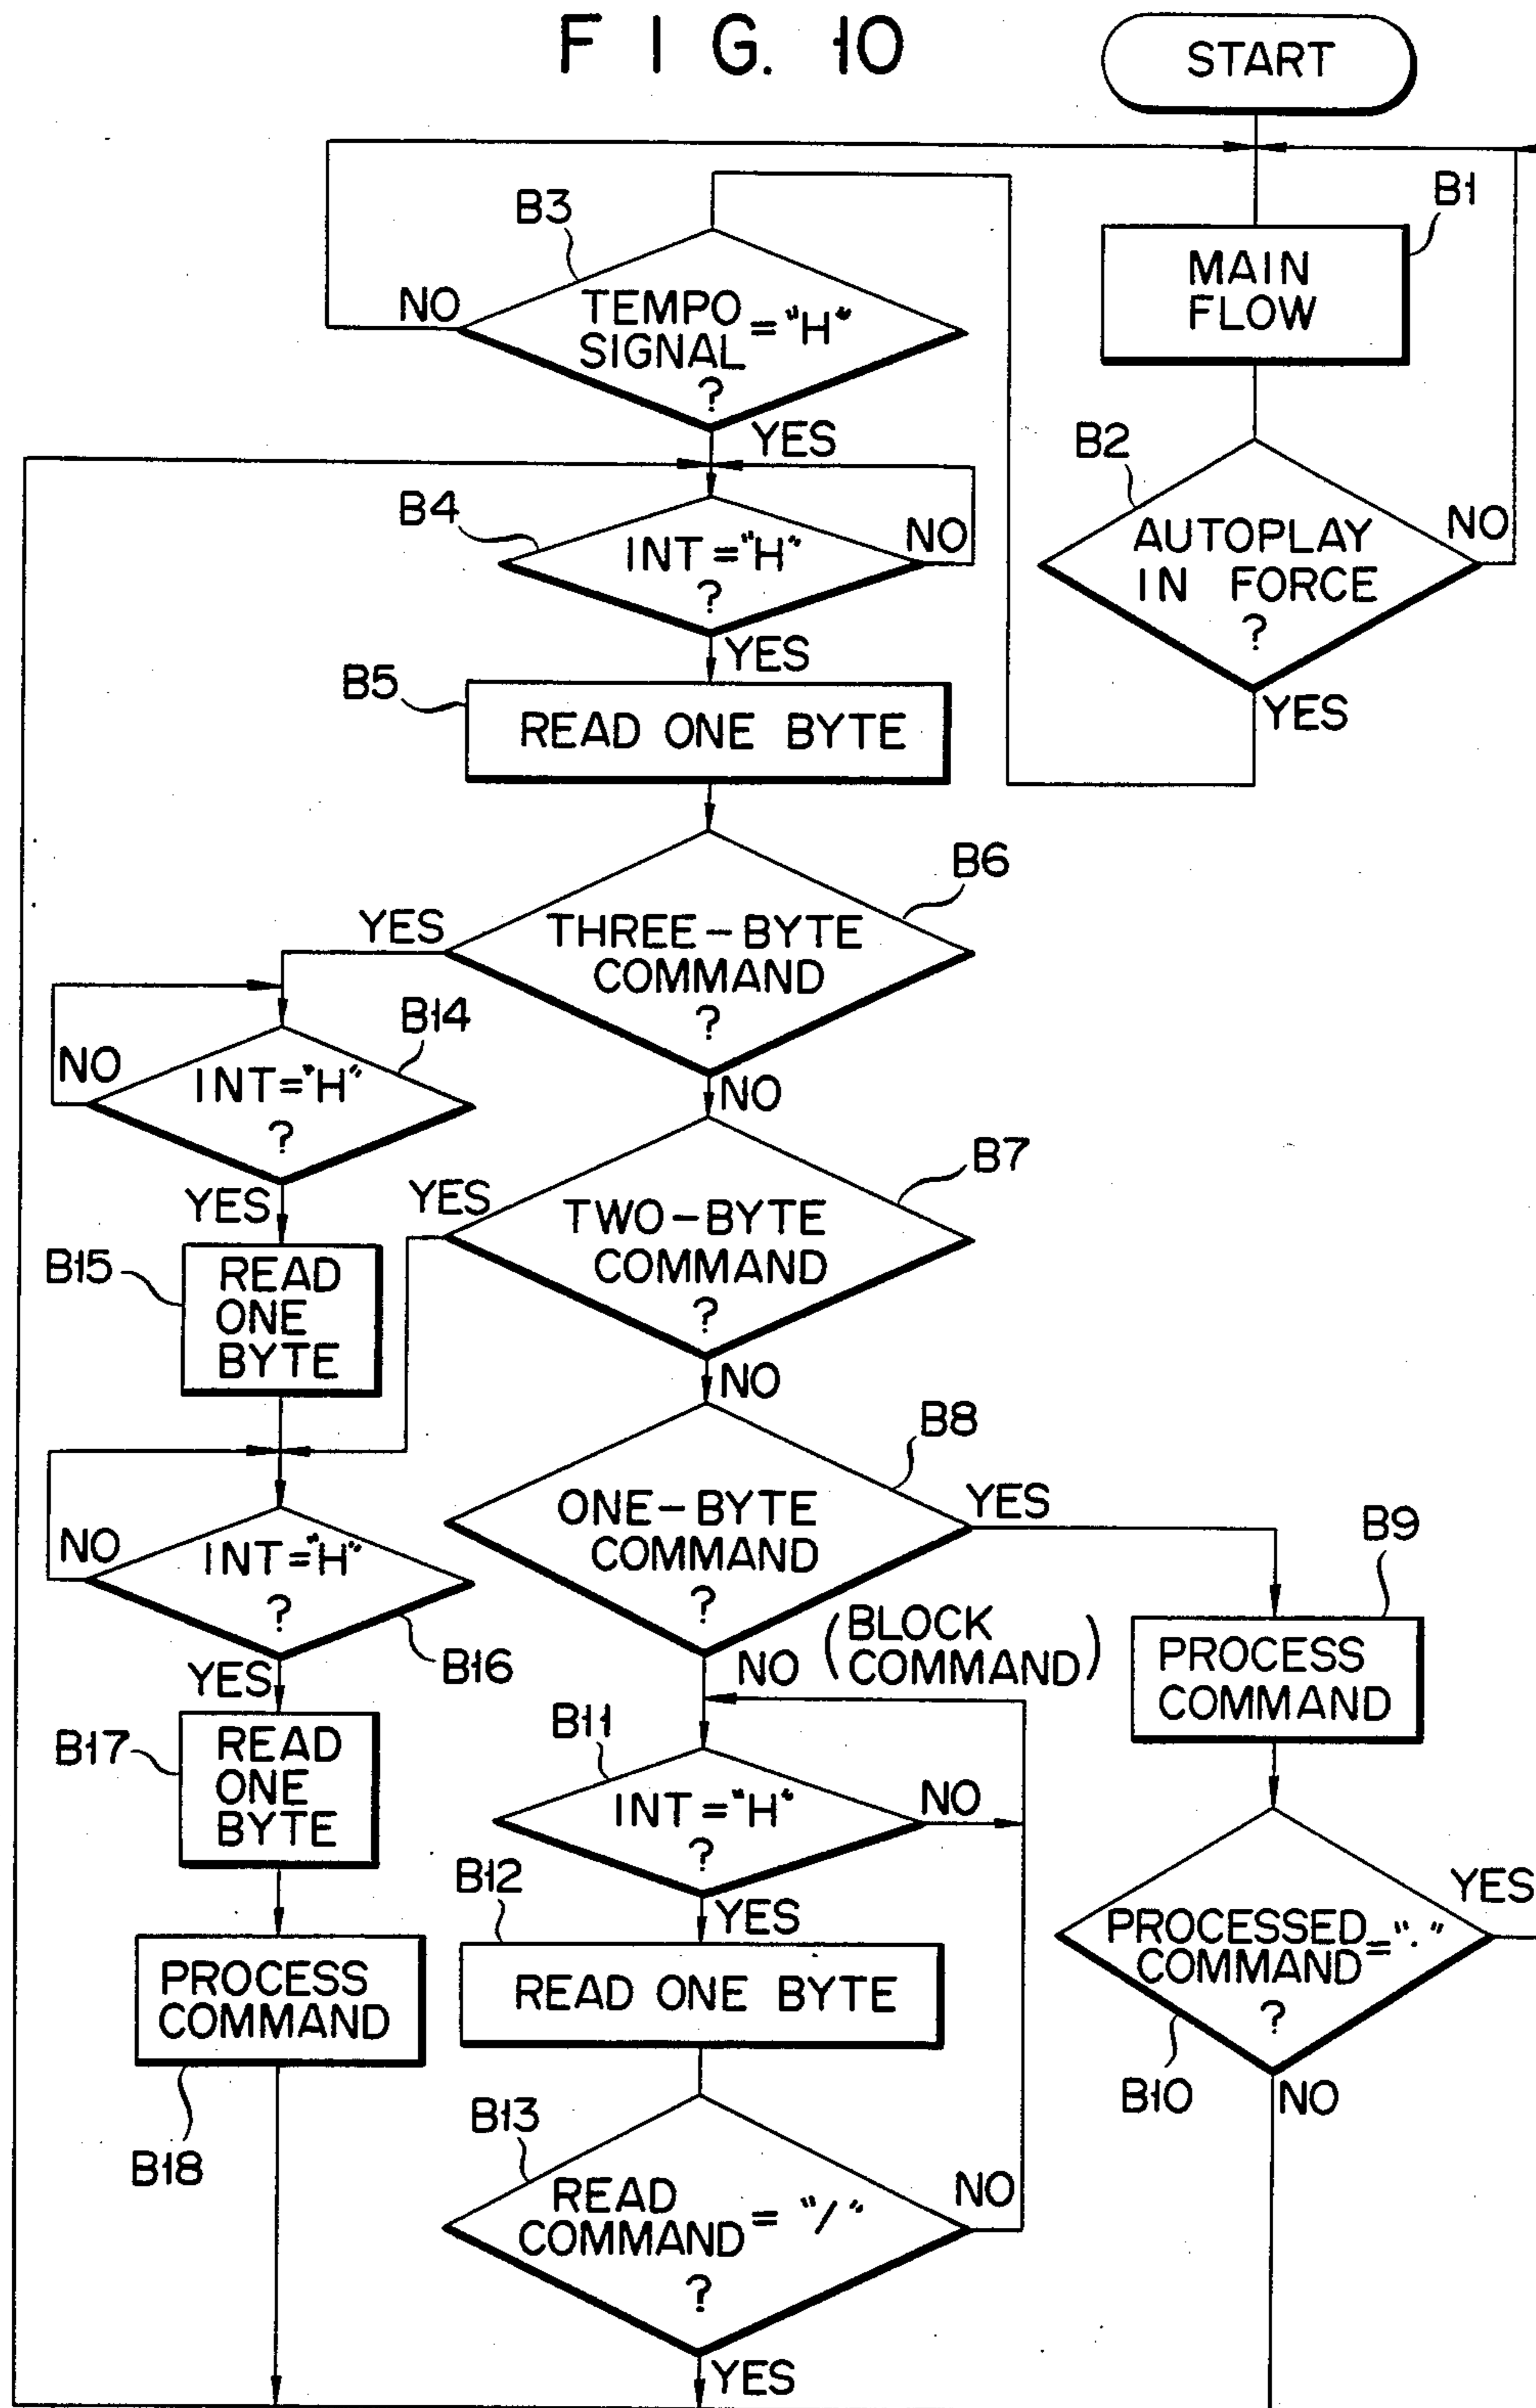 FIG. 10
START
B1
MAIN
FLOW
B2
AUTOPLAY
IN FORCE
?
NO
YES
B3
TEMPO
SIGNAL = "H"
?
NO
YES
B4
INT = "H"
?
NO
YES
B5
READ ONE BYTE
B6
THREE-BYTE
COMMAND
?
YES
NO
B14
INT = "H"
?
NO
YES
B15
READ
ONE
BYTE
B7
TWO-BYTE
COMMAND
?
YES
NO
B16
INT = "H"
?
NO
YES
B17
READ
ONE
BYTE
PROCESS
COMMAND
B18
B8
ONE-BYTE
COMMAND
?
YES
NO (BLOCK
COMMAND)
B9
PROCESS
COMMAND
B10
PROCESSED
COMMAND = "."
?
YES
NO
B11
INT = "H"
?
NO
YES
B12
READ ONE BYTE
B13
READ
COMMAND = "/"
?
NO
YES